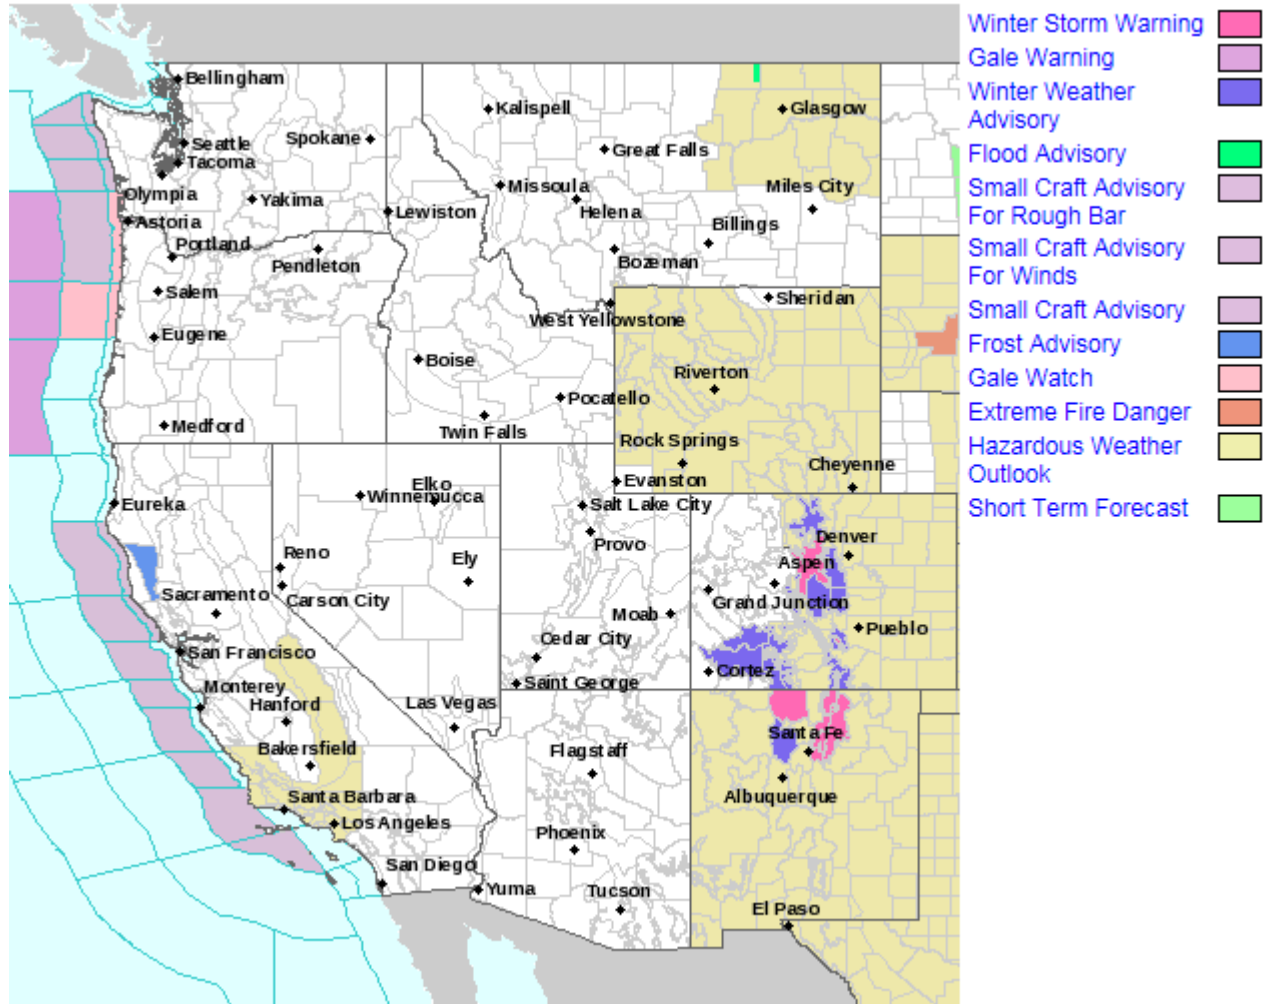 Bellingham
Seattle
Tacoma
Olympia
Spokane
Yakima
Astoria
Portland
Pendleton
Salem
Eugene
Medford
Lewiston
Kalispell
Great Falls
Missoula
Helena
Glasgow
Miles City
Billings
Bozeman
West Yellowstone
Sheridan
Boise
Pocatello
Twin Falls
Riverton
Rock Springs
Evanston
Cheyenne
Eureka
Elko
Winnemucca
Salt Lake City
Provo
Reno
Carson City
Ely
Sacramento
San Francisco
Monterey
Hanford
Bakersfield
Las Vegas
Moab
Cedar City
Saint George
Denver
Aspen
Grand Junction
Pueblo
Cortez
Santa Barbara
Los Angeles
San Diego
Flagstaff
Phoenix
Yuma
Tucson
Santa Fe
Albuquerque
El Paso
Winter Storm Warning
Gale Warning
Winter Weather
Advisory
Flood Advisory
Small Craft Advisory
For Rough Bar
Small Craft Advisory
For Winds
Small Craft Advisory
Frost Advisory
Gale Watch
Extreme Fire Danger
Hazardous Weather
Outlook
Short Term Forecast